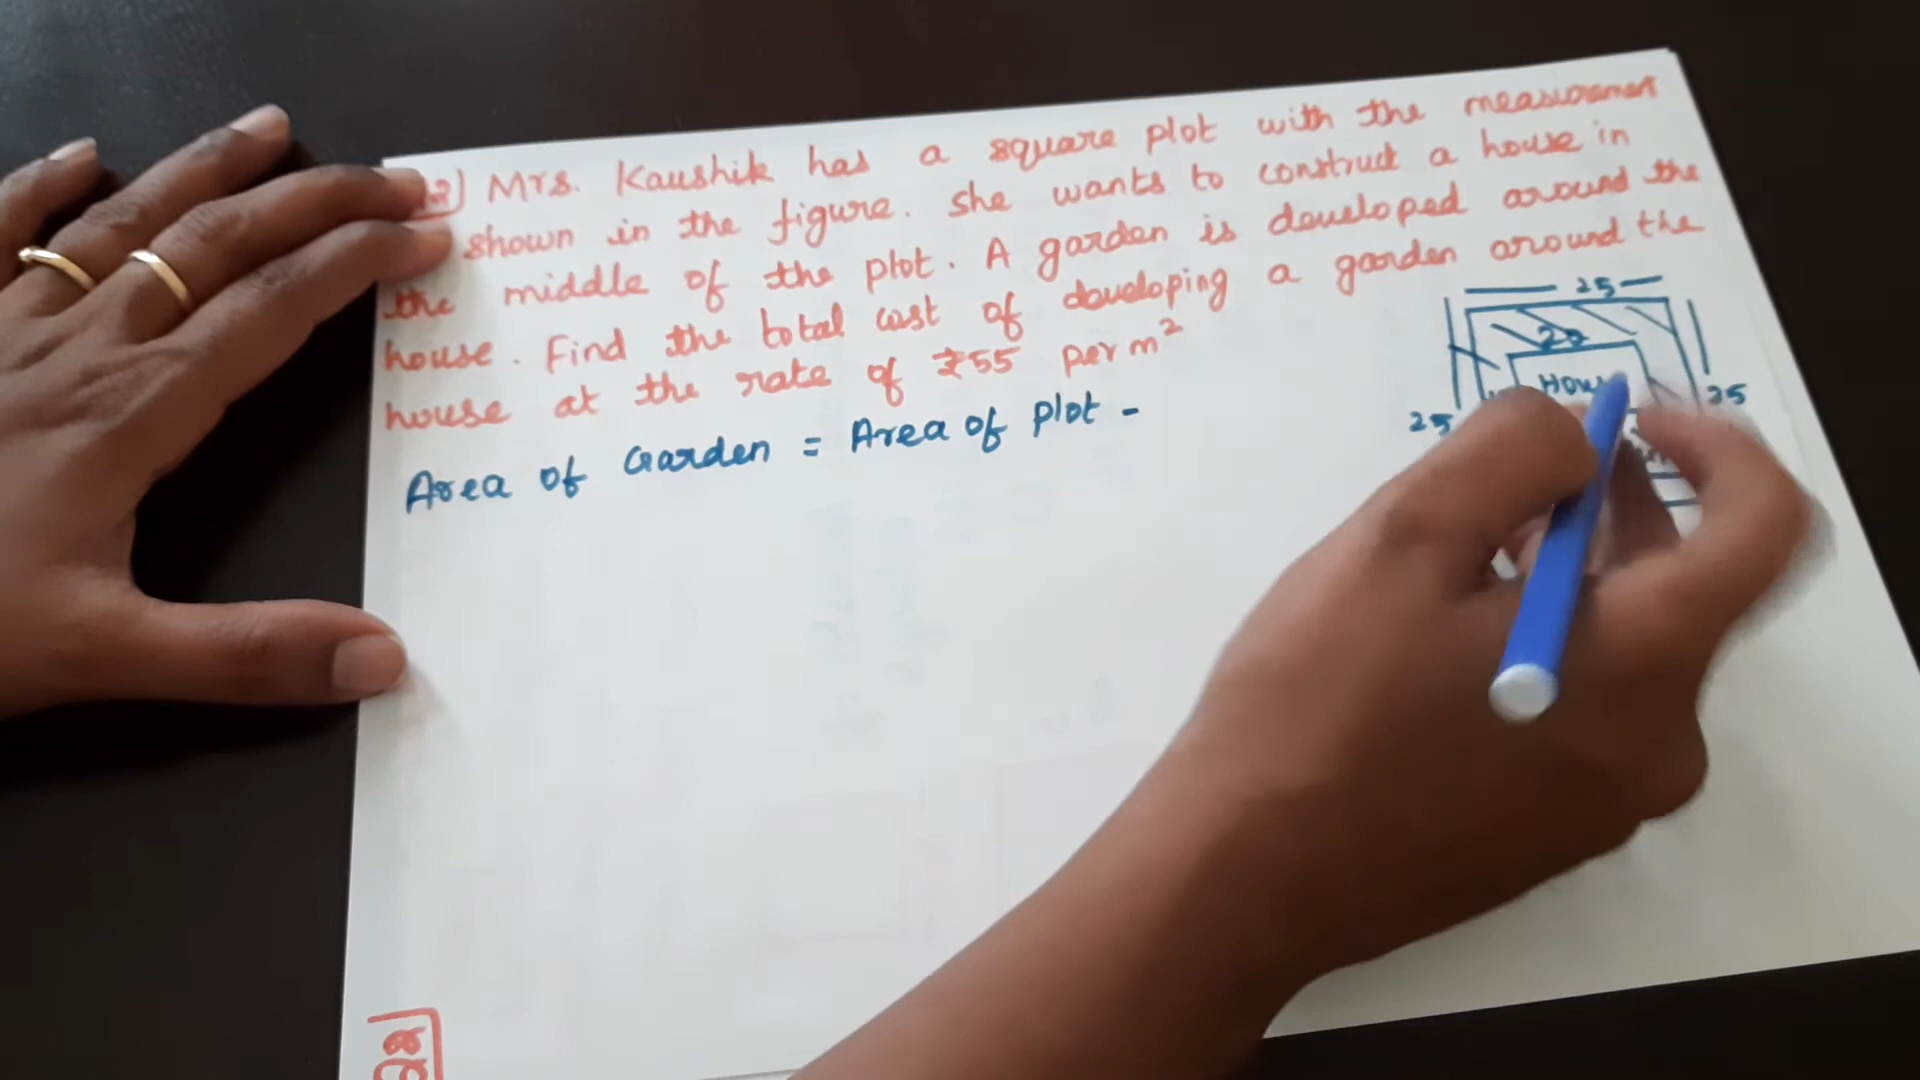 Mrs. Kaushik has a square plot with the measurement
shown in the figure. She wants to construct a house in
the middle of the plot. A garden is developed around the
house. Find the total cost of developing a garden around the
house at the rate of ₹55 per m²
Area of Garden = Area of plot -
25
20
25
25